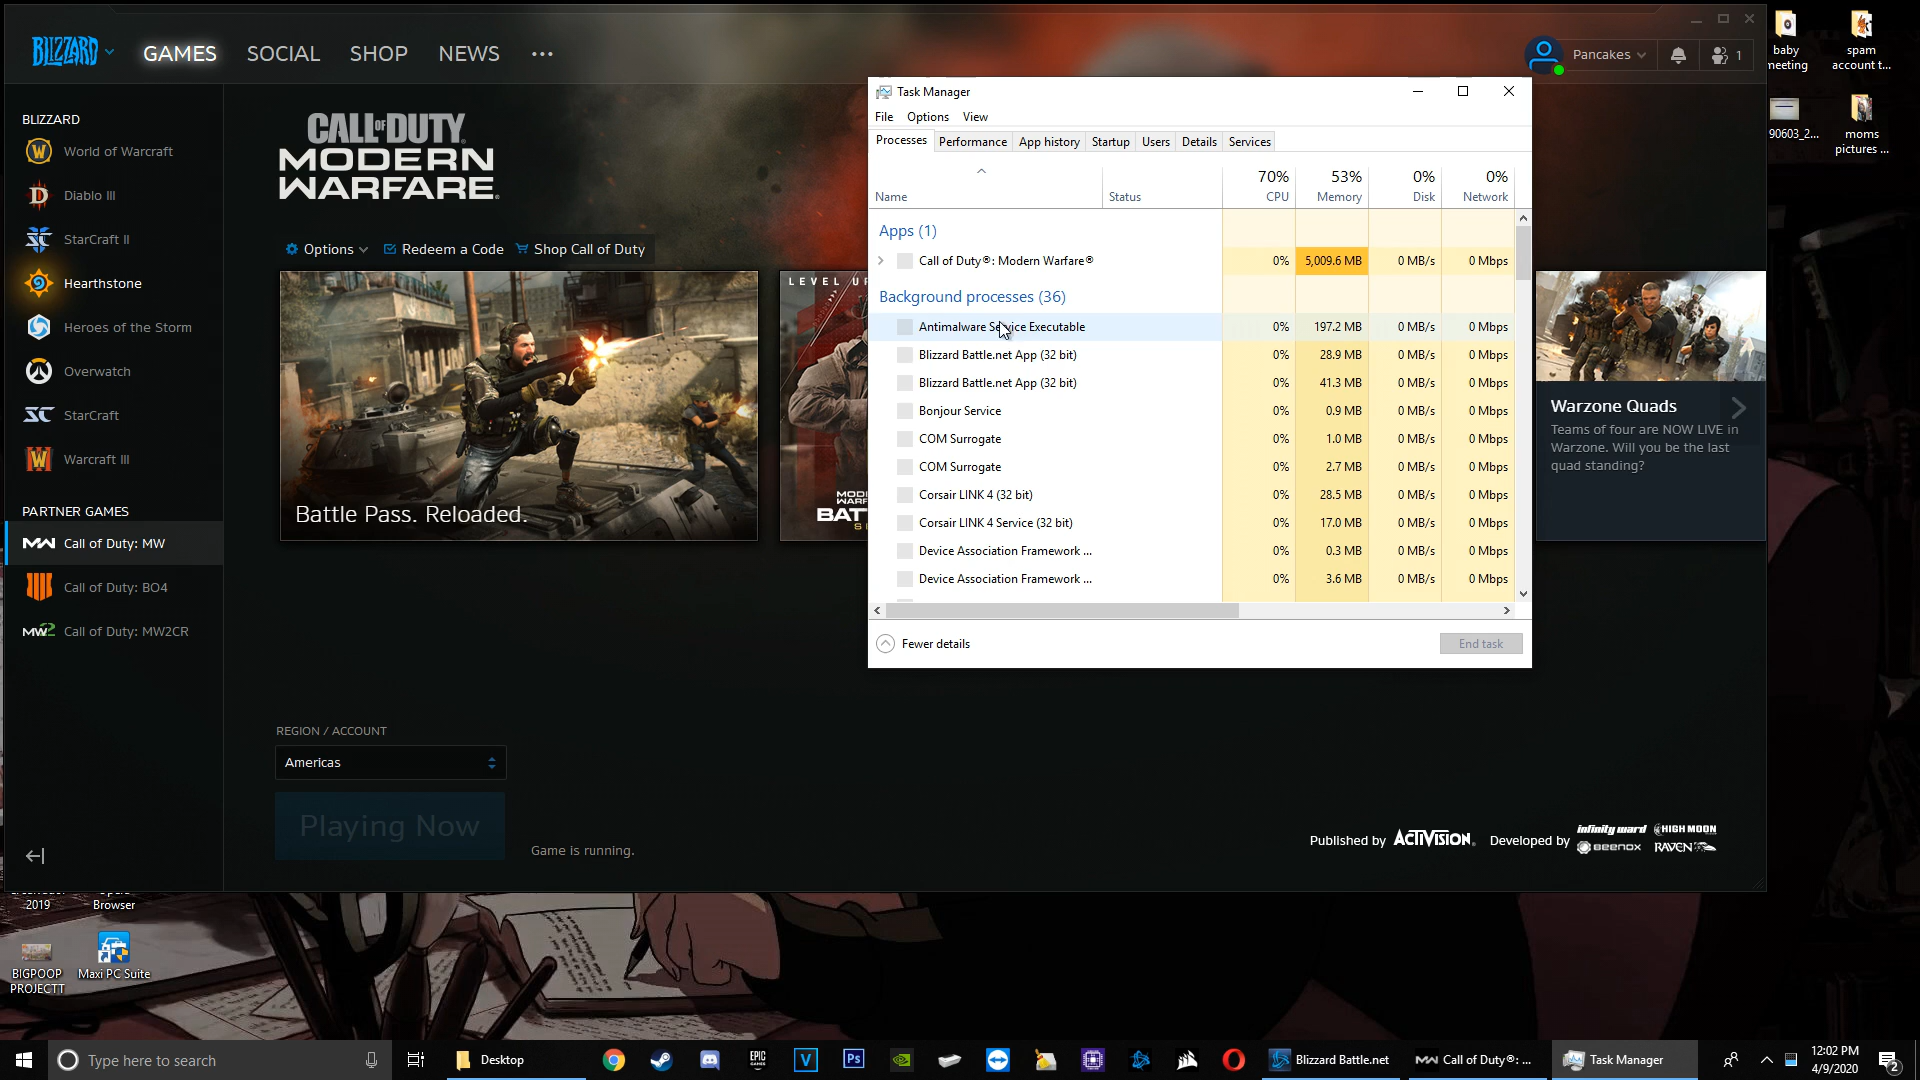 BLIZZARD
GAMES
SOCIAL
SHOP
NEWS
Pancakes
1
baby
meeting
spam
account t...
90603_2...
moms
pictures ...
BLIZZARD
World of Warcraft
Diablo III
StarCraft II
Hearthstone
Heroes of the Storm
Overwatch
StarCraft
Warcraft III
PARTNER GAMES
Call of Duty: MW
Call of Duty: BO4
Call of Duty: MW2CR
CALL OF DUTY
MODERN
WARFARE®
Options
Redeem a Code
Shop Call of Duty
Battle Pass. Reloaded.
LEVEL U
BAT
Warzone Quads
Teams of four are NOW LIVE in
Warzone. Will you be the last
quad standing?
Task Manager
File Options View
Processes Performance App history Startup Users Details Services
70% 53% 0% 0%
Name Status CPU Memory Disk Network
Apps (1)
Call of Duty®: Modern Warfare® 0% 5,009.6 MB 0 MB/s 0 Mbps
Background processes (36)
Antimalware Service Executable 0% 197.2 MB 0 MB/s 0 Mbps
Blizzard Battle.net App (32 bit) 0% 28.9 MB 0 MB/s 0 Mbps
Blizzard Battle.net App (32 bit) 0% 41.3 MB 0 MB/s 0 Mbps
Bonjour Service 0% 0.9 MB 0 MB/s 0 Mbps
COM Surrogate 0% 1.0 MB 0 MB/s 0 Mbps
COM Surrogate 0% 2.7 MB 0 MB/s 0 Mbps
Corsair LINK 4 (32 bit) 0% 28.5 MB 0 MB/s 0 Mbps
Corsair LINK 4 Service (32 bit) 0% 17.0 MB 0 MB/s 0 Mbps
Device Association Framework ... 0% 0.3 MB 0 MB/s 0 Mbps
Device Association Framework ... 0% 3.6 MB 0 MB/s 0 Mbps
Fewer details
End task
REGION / ACCOUNT
Americas
Playing Now
Game is running.
Published by ACTIVISION. Developed by infinity ward HIGH MOON
BEENOX RAVEN
2019
Browser
BIGPOOP
PROJECTT
Maxi PC Suite
Type here to search
Desktop
EPIC
GAMES
V
Ps
Blizzard Battle.net
MW Call of Duty®: ...
Task Manager
12:02 PM
4/9/2020
2